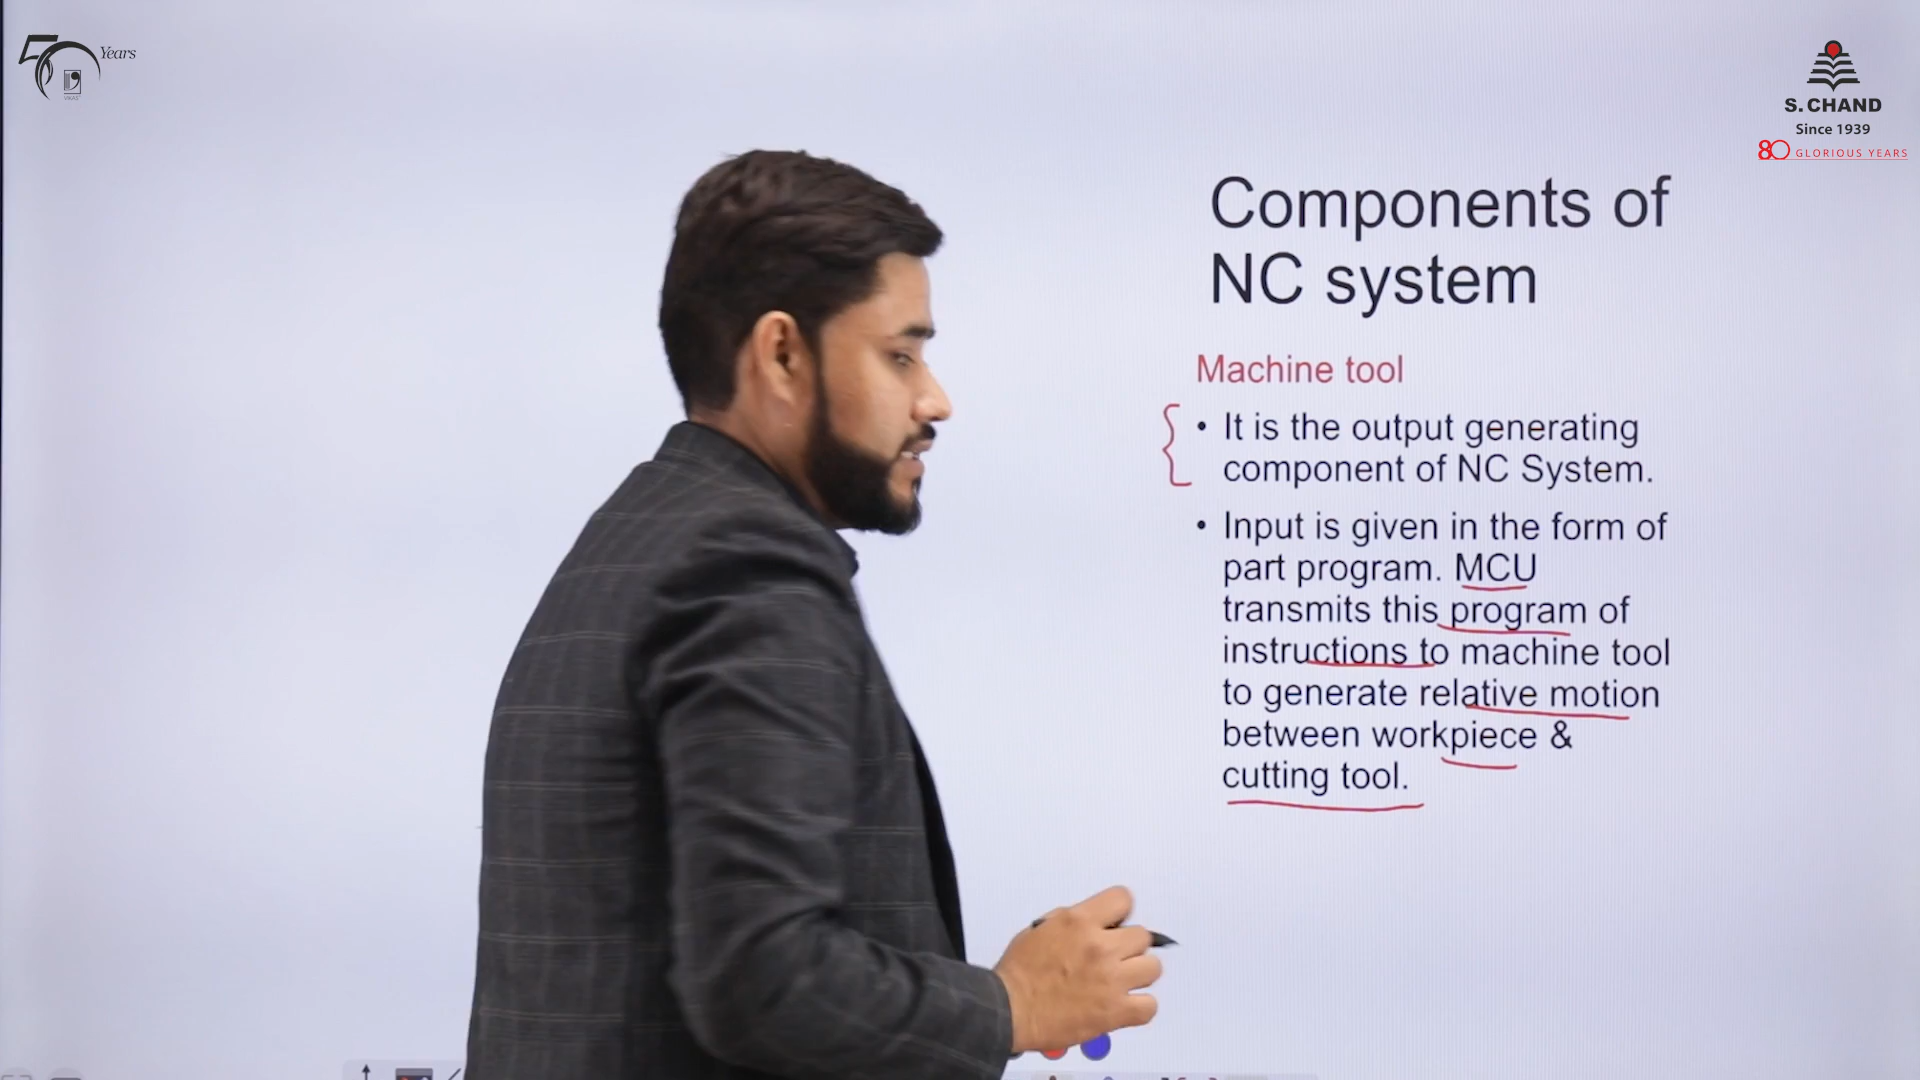 50 Years
VIKAS
S. CHAND
Since 1939
80 GLORIOUS YEARS
Components of
NC system
Machine tool
• It is the output generating
component of NC System.
• Input is given in the form of
part program. MCU
transmits this program of
instructions to machine tool
to generate relative motion
between workpiece &
cutting tool.